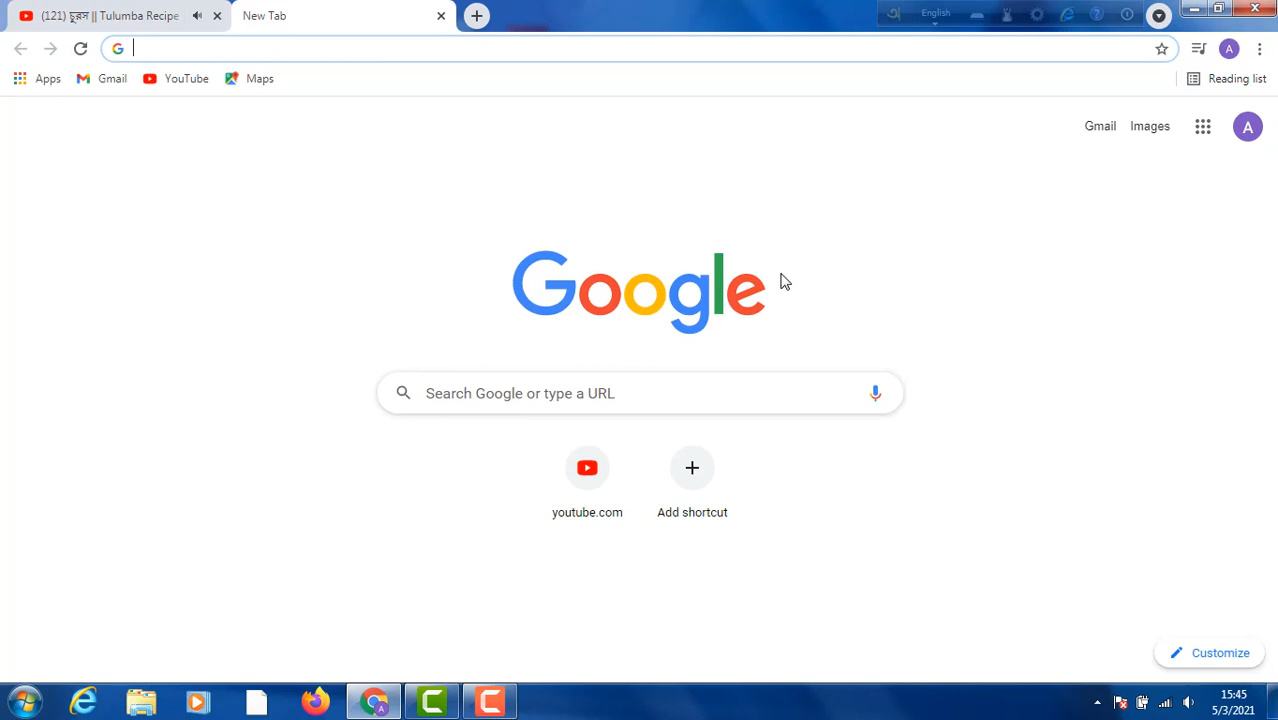 (121) চুরস || Tulumba Recipe
New Tab
English
Apps
Gmail
YouTube
Maps
Reading list
Gmail
Images
A
A
Google
Search Google or type a URL
youtube.com
Add shortcut
Customize
15:45
5/3/2021